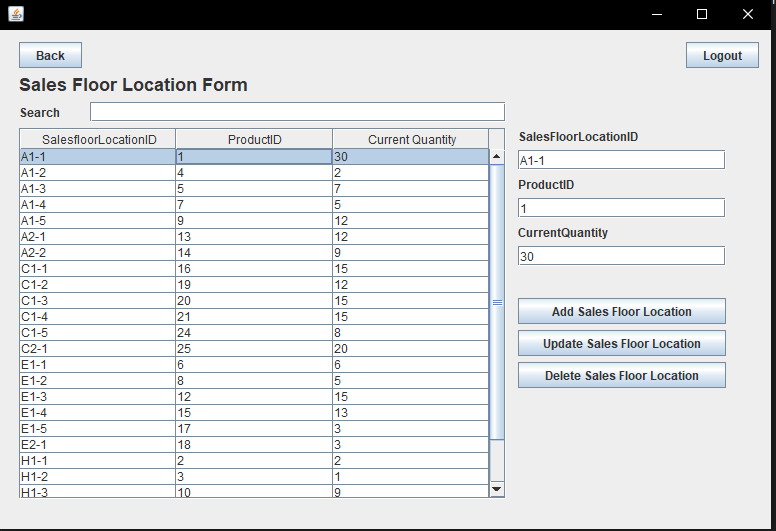 Back Logout
Sales Floor Location Form
Search
SalesfloorLocationID ProductID Current Quantity
A1-1 1 30
A1-2 4 2
A1-3 5 7
A1-4 7 5
A1-5 9 12
A2-1 13 12
A2-2 14 9
C1-1 16 15
C1-2 19 12
C1-3 20 15
C1-4 21 15
C1-5 24 8
C2-1 25 20
E1-1 6 6
E1-2 8 5
E1-3 12 15
E1-4 15 13
E1-5 17 3
E2-1 18 3
H1-1 2 2
H1-2 3 1
H1-3 10 9
SalesFloorLocationID
A1-1
ProductID
1
CurrentQuantity
30
Add Sales Floor Location
Update Sales Floor Location
Delete Sales Floor Location